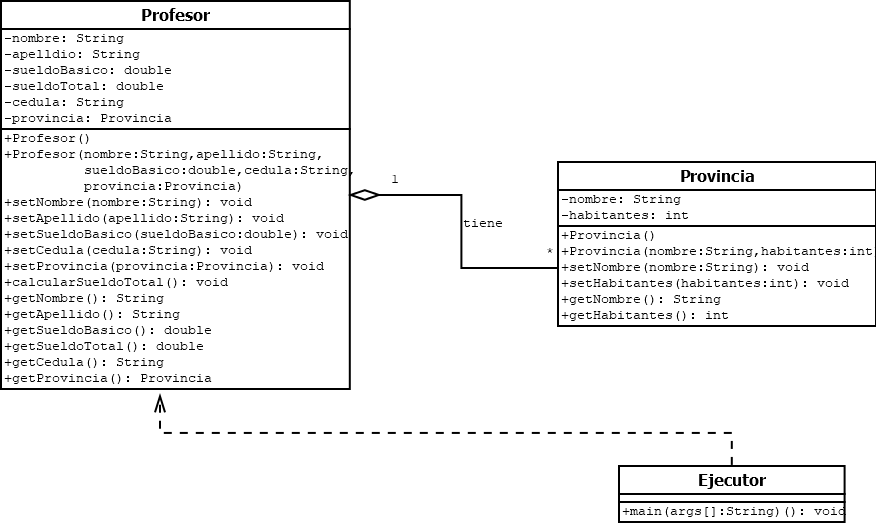 Profesor
-nombre: String
-apelldio: String
-sueldoBasico: double
-sueldoTotal: double
-cedula: String
-provincia: Provincia
+Profesor()
+Profesor(nombre:String,apellido:String,
sueldoBasico:double,cedula:String,
provincia:Provincia)
+setNombre(nombre:String): void
+setApellido(apellido:String): void
+setSueldoBasico(sueldoBasico:double): void
+setCedula(cedula:String): void
+setProvincia(provincia:Provincia): void
+calcularSueldoTotal(): void
+getNombre(): String
+getApellido(): String
+getSueldoBasico(): double
+getSueldoTotal(): double
+getCedula(): String
+getProvincia(): Provincia
1
tiene
*
Provincia
-nombre: String
-habitantes: int
+Provincia()
+Provincia(nombre:String,habitantes:int
+setNombre(nombre:String): void
+setHabitantes(habitantes:int): void
+getNombre(): String
+getHabitantes(): int
Ejecutor
+main(args[]:String)(): void